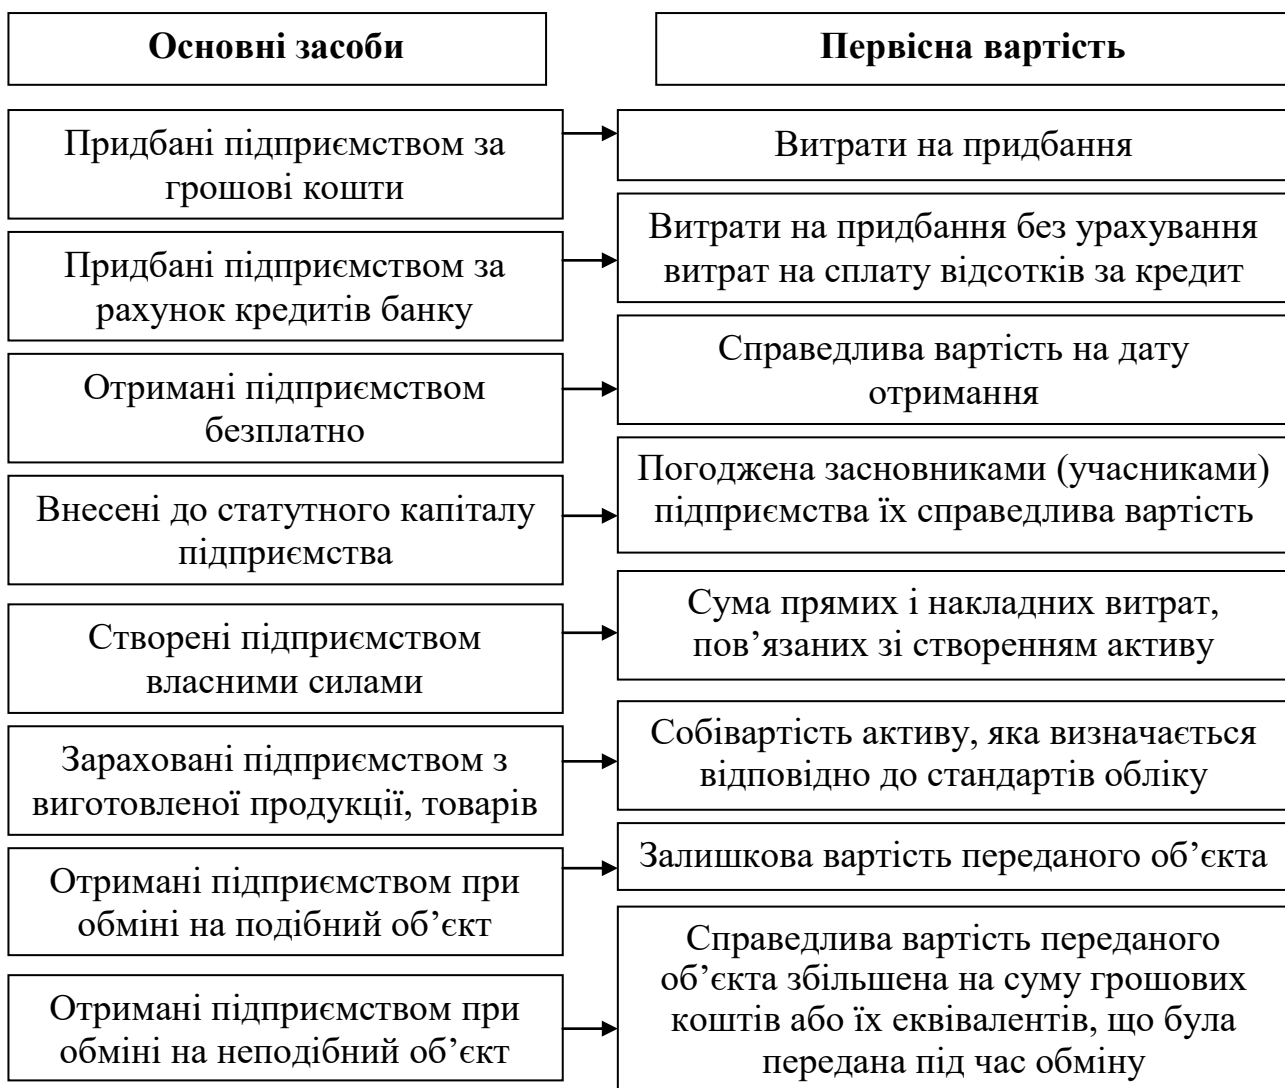 Основні засоби
Первісна вартість
Придбані підприємством за
грошові кошти
Витрати на придбання
Придбані підприємством за
рахунок кредитів банку
Витрати на придбання без урахування
витрат на сплату відсотків за кредит
Отримані підприємством
безплатно
Справедлива вартість на дату
отримання
Внесені до статутного капіталу
підприємства
Погоджена засновниками (учасниками)
підприємства їх справедлива вартість
Створені підприємством
власними силами
Сума прямих і накладних витрат,
пов’язаних зі створенням активу
Зараховані підприємством з
виготовленої продукції, товарів
Собівартість активу, яка визначається
відповідно до стандартів обліку
Отримані підприємством при
обміні на подібний об’єкт
Залишкова вартість переданого об’єкта
Отримані підприємством при
обміні на неподібний об’єкт
Справедлива вартість переданого
об’єкта збільшена на суму грошових
коштів або їх еквівалентів, що була
передана під час обміну